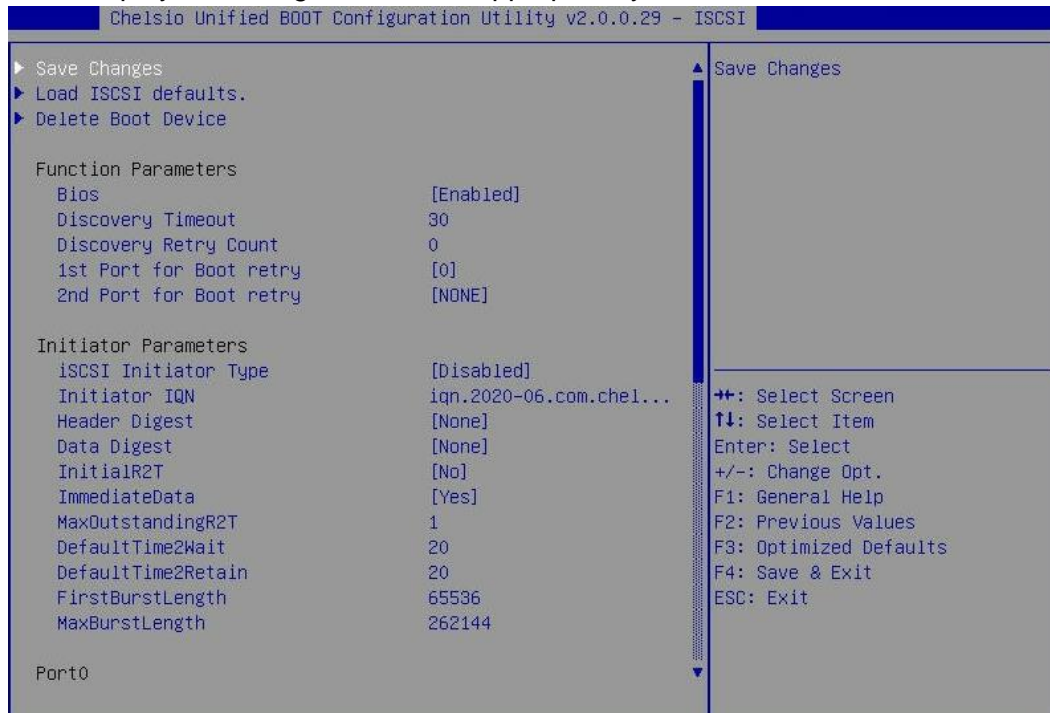 Chelsio Unified BOOT Configuration Utility v2.0.0.29 - ISCSI
Save Changes
Load ISCSI defaults.
Delete Boot Device
Function Parameters
Bios [Enabled]
Discovery Timeout 30
Discovery Retry Count 0
1st Port for Boot retry [0]
2nd Port for Boot retry [NONE]
Initiator Parameters
iSCSI Initiator Type [Disabled]
Initiator IQN iqn.2020-06.com.chel...
Header Digest [None]
Data Digest [None]
InitialR2T [No]
ImmediateData [Yes]
MaxOutstandingR2T 1
DefaultTime2Wait 20
DefaultTime2Retain 20
FirstBurstLength 65536
MaxBurstLength 262144
Port0
Save Changes
→←: Select Screen
↑↓: Select Item
Enter: Select
+/-: Change Opt.
F1: General Help
F2: Previous Values
F3: Optimized Defaults
F4: Save & Exit
ESC: Exit